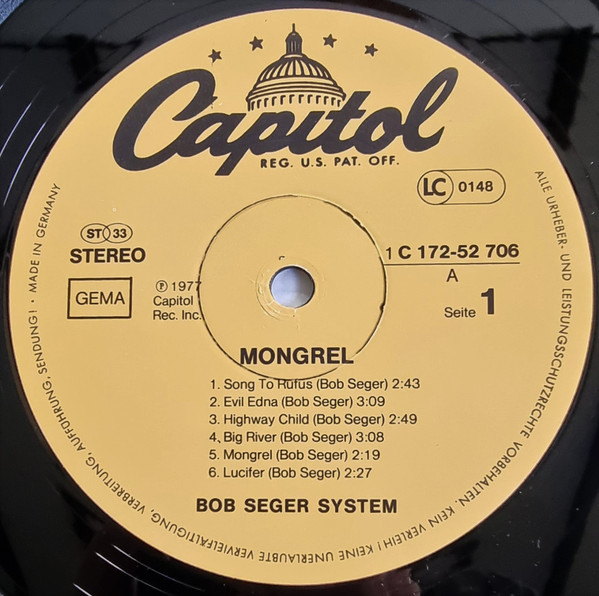 Capitol
REG. U.S. PAT. OFF.
LC 0148
ST 33
STEREO
GEMA
℗ 1977
Capitol
Rec. Inc.
1 C 172-52 706
A
Seite 1
MONGREL
1. Song To Rufus (Bob Seger) 2:43
2. Evil Edna (Bob Seger) 3:09
3. Highway Child (Bob Seger) 2:49
4. Big River (Bob Seger) 3:08
5. Mongrel (Bob Seger) 2:19
6. Lucifer (Bob Seger) 2:27
BOB SEGER SYSTEM
ALLE URHEBER- UND LEISTUNGSSCHUTZRECHTE VORBEHALTEN. KEIN VERLEIH! KEINE UNERLAUBTE VERVIELFÄLTIGUNG, VERBREITUNG, AUFFÜHRUNG, SENDUNG! · MADE IN GERMANY